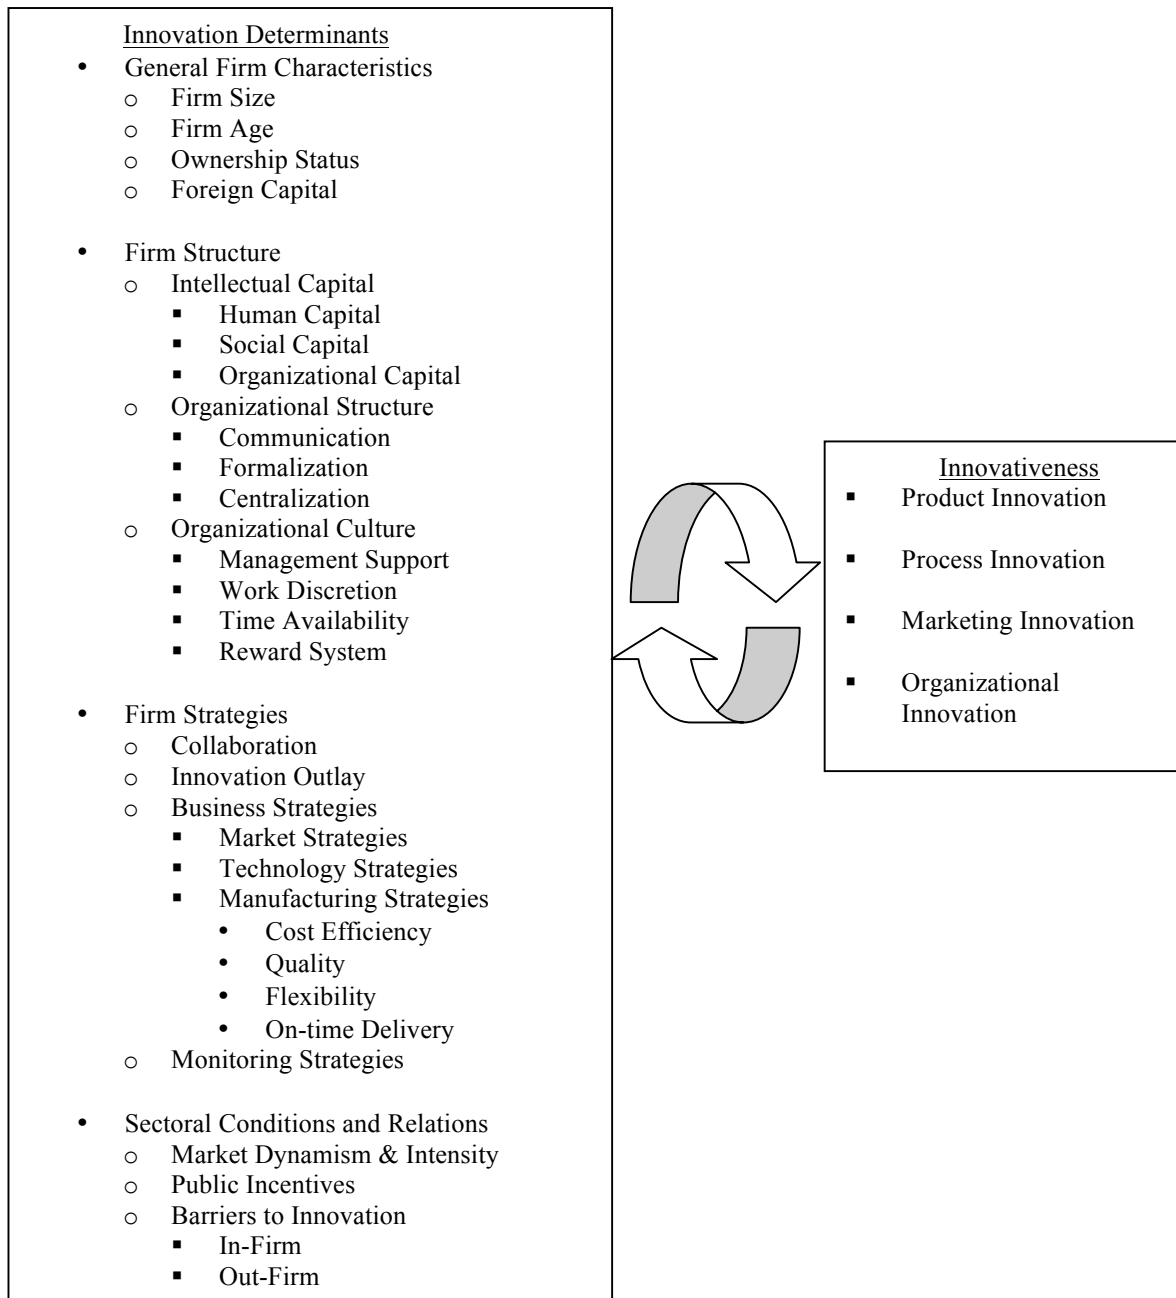 Innovation Determinants
• General Firm Characteristics
o Firm Size
o Firm Age
o Ownership Status
o Foreign Capital
• Firm Structure
o Intellectual Capital
▪ Human Capital
▪ Social Capital
▪ Organizational Capital
o Organizational Structure
▪ Communication
▪ Formalization
▪ Centralization
o Organizational Culture
▪ Management Support
▪ Work Discretion
▪ Time Availability
▪ Reward System
• Firm Strategies
o Collaboration
o Innovation Outlay
o Business Strategies
▪ Market Strategies
▪ Technology Strategies
▪ Manufacturing Strategies
• Cost Efficiency
• Quality
• Flexibility
• On-time Delivery
o Monitoring Strategies
• Sectoral Conditions and Relations
o Market Dynamism & Intensity
o Public Incentives
o Barriers to Innovation
▪ In-Firm
▪ Out-Firm
Innovativeness
▪ Product Innovation
▪ Process Innovation
▪ Marketing Innovation
▪ Organizational
Innovation